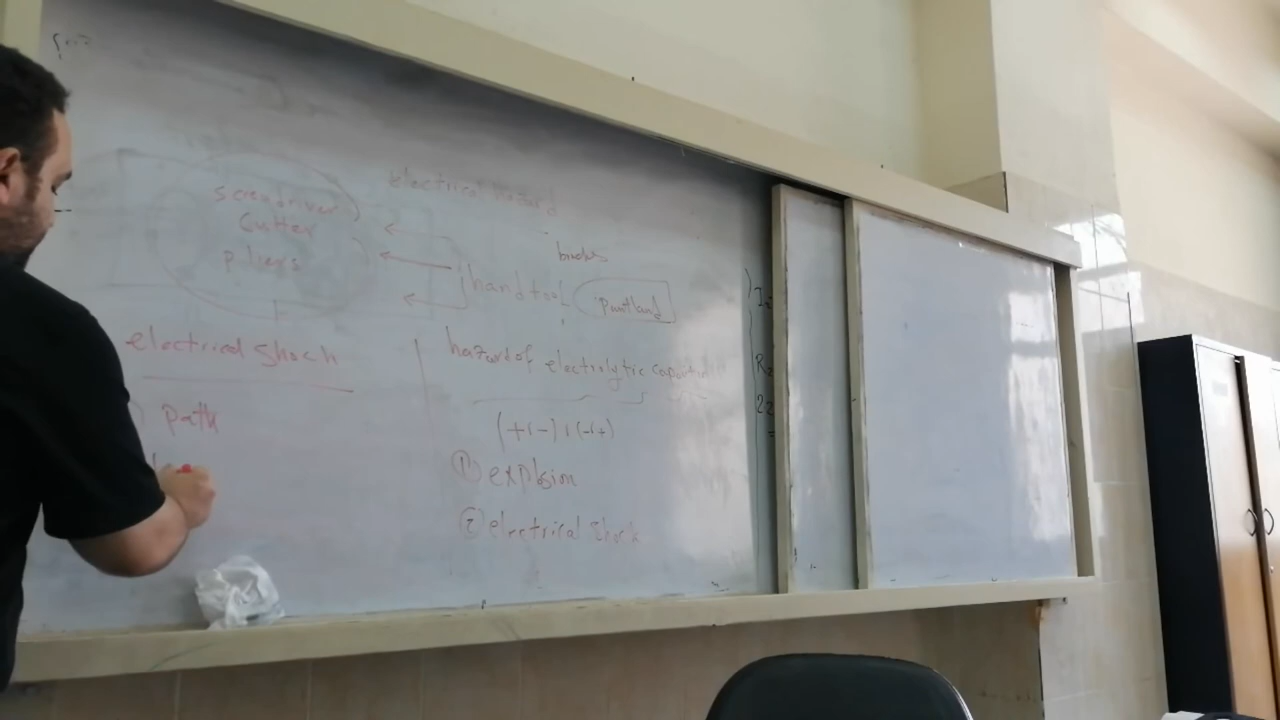 electrical hazard
screwdriver
Cutter
pliers
hand tool
electrical shock
path
hazard of electrolytic capacitor
(+, -) , (-, +)
① explosion
② electrical shock